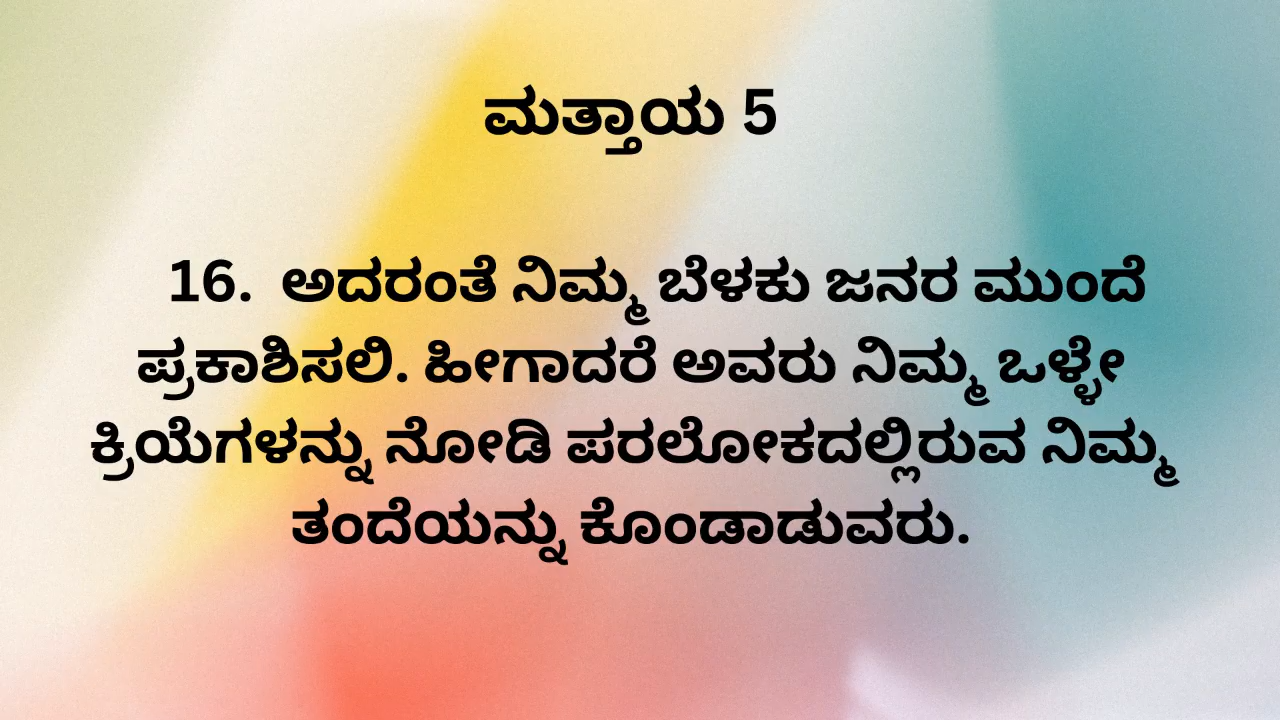 ಮತ್ತಾಯ 5
16. ಅದರಂತೆ ನಿಮ್ಮ ಬೆಳಕು ಜನರ ಮುಂದೆ
ಪ್ರಕಾಶಿಸಲಿ. ಹೀಗಾದರೆ ಅವರು ನಿಮ್ಮ ಒಳ್ಳೇ
ಕ್ರಿಯೆಗಳನ್ನು ನೋಡಿ ಪರಲೋಕದಲ್ಲಿರುವ ನಿಮ್ಮ
ತಂದೆಯನ್ನು ಕೊಂಡಾಡುವರು.